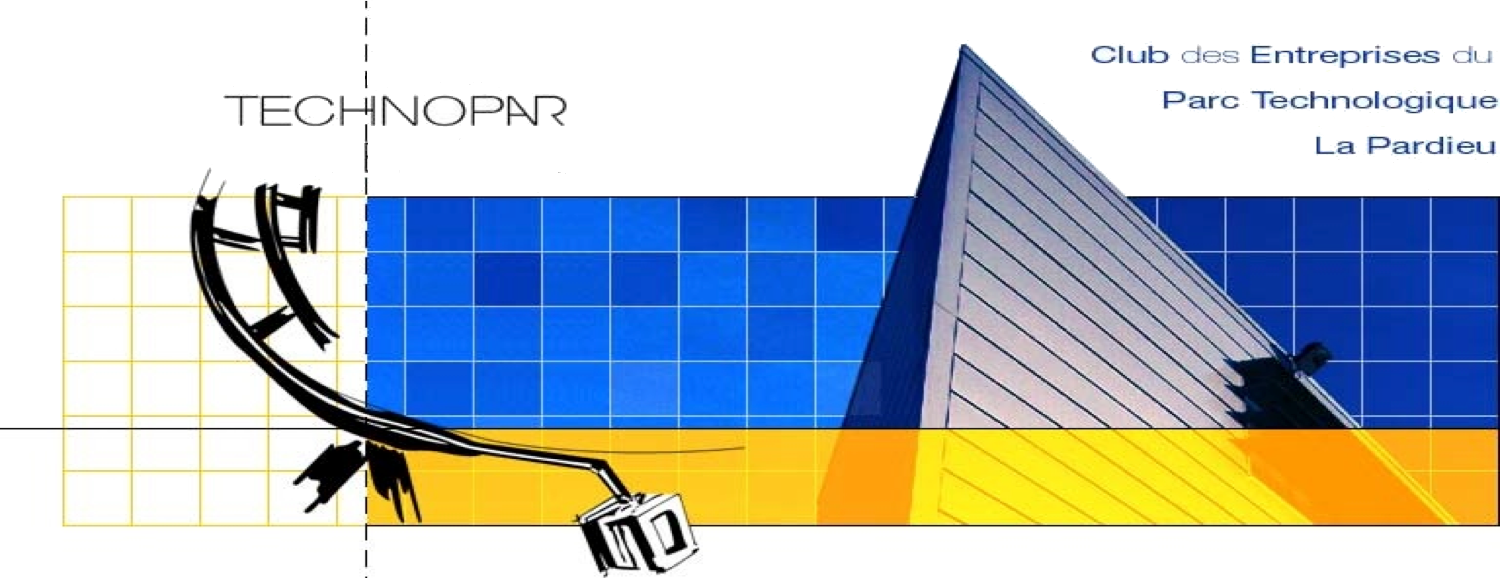 TECHNOPAR
Club des Entreprises du
Parc Technologique
La Pardieu